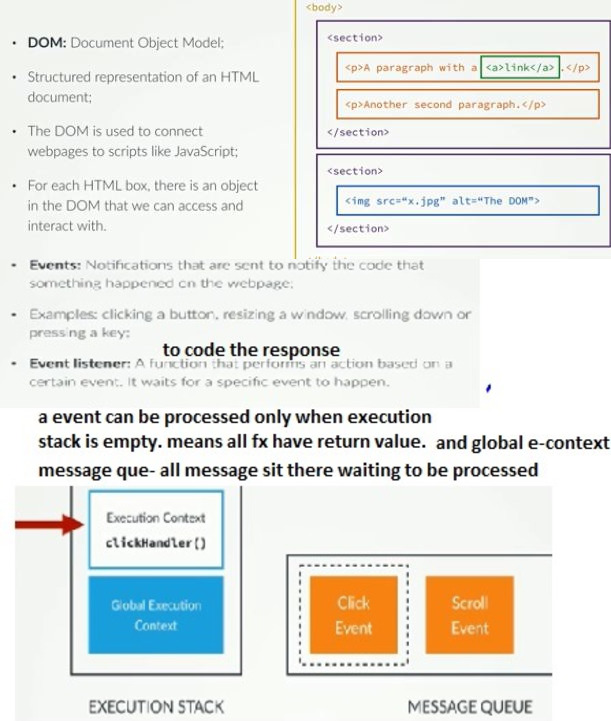 • DOM: Document Object Model;
• Structured representation of an HTML
document;
• The DOM is used to connect
webpages to scripts like JavaScript;
• For each HTML box, there is an object
in the DOM that we can access and
interact with.
<body>
<section>
<p>A paragraph with a <a>link</a>.</p>
<p>Another second paragraph.</p>
</section>
<section>
<img src="x.jpg" alt="The DOM">
</section>
• Events: Notifications that are sent to notify the code that
something happened on the webpage;
• Examples: clicking a button, resizing a window, scrolling down or
pressing a key;
to code the response
• Event listener: A function that performs an action based on a
certain event. It waits for a specific event to happen.
a event can be processed only when execution
stack is empty. means all fx have return value. and global e-context
message que- all message sit there waiting to be processed
Execution Context
clickHandler()
Global Execution
Context
EXECUTION STACK
Click
Event
Scroll
Event
MESSAGE QUEUE